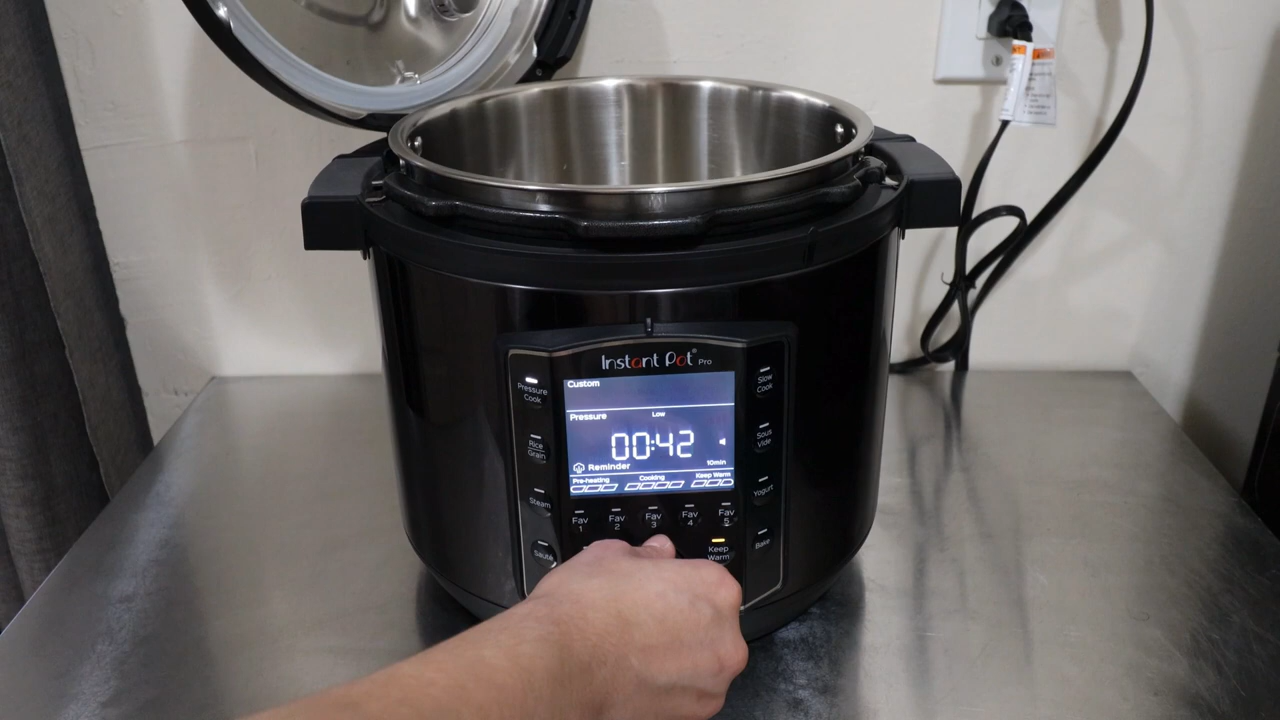 Instant Pot® Pro
Custom
Pressure
Low
00:42
Reminder
10min
Pre-heating
Cooking
Keep Warm
Pressure
Cook
Rice
Grain
Steam
Sauté
Slow
Cook
Sous
Vide
Yogurt
Bake
Fav
1
Fav
2
Fav
3
Fav
4
Fav
5
Keep
Warm